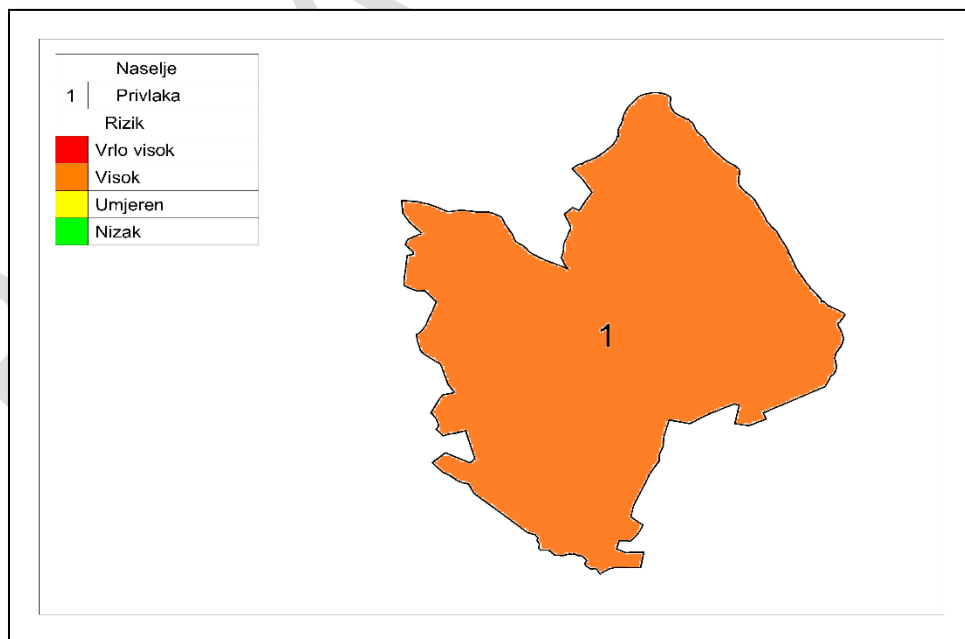 Naselje
1 Privlaka
Rizik
Vrlo visok
Visok
Umjeren
Nizak
1